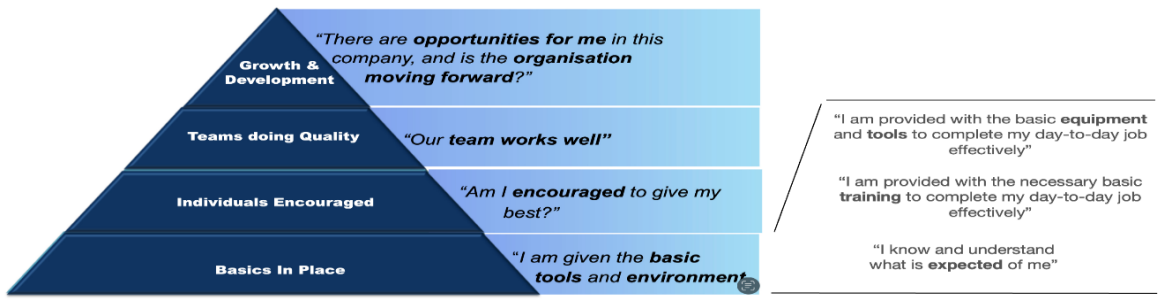 Growth &
Development
“There are opportunities for me in this
company, and is the organisation
moving forward?”
Teams doing Quality
“Our team works well”
Individuals Encouraged
“Am I encouraged to give my
best?”
Basics In Place
“I am given the basic
tools and environment
“I am provided with the basic equipment
and tools to complete my day-to-day job
effectively”
“I am provided with the necessary basic
training to complete my day-to-day job
effectively”
“I know and understand
what is expected of me”